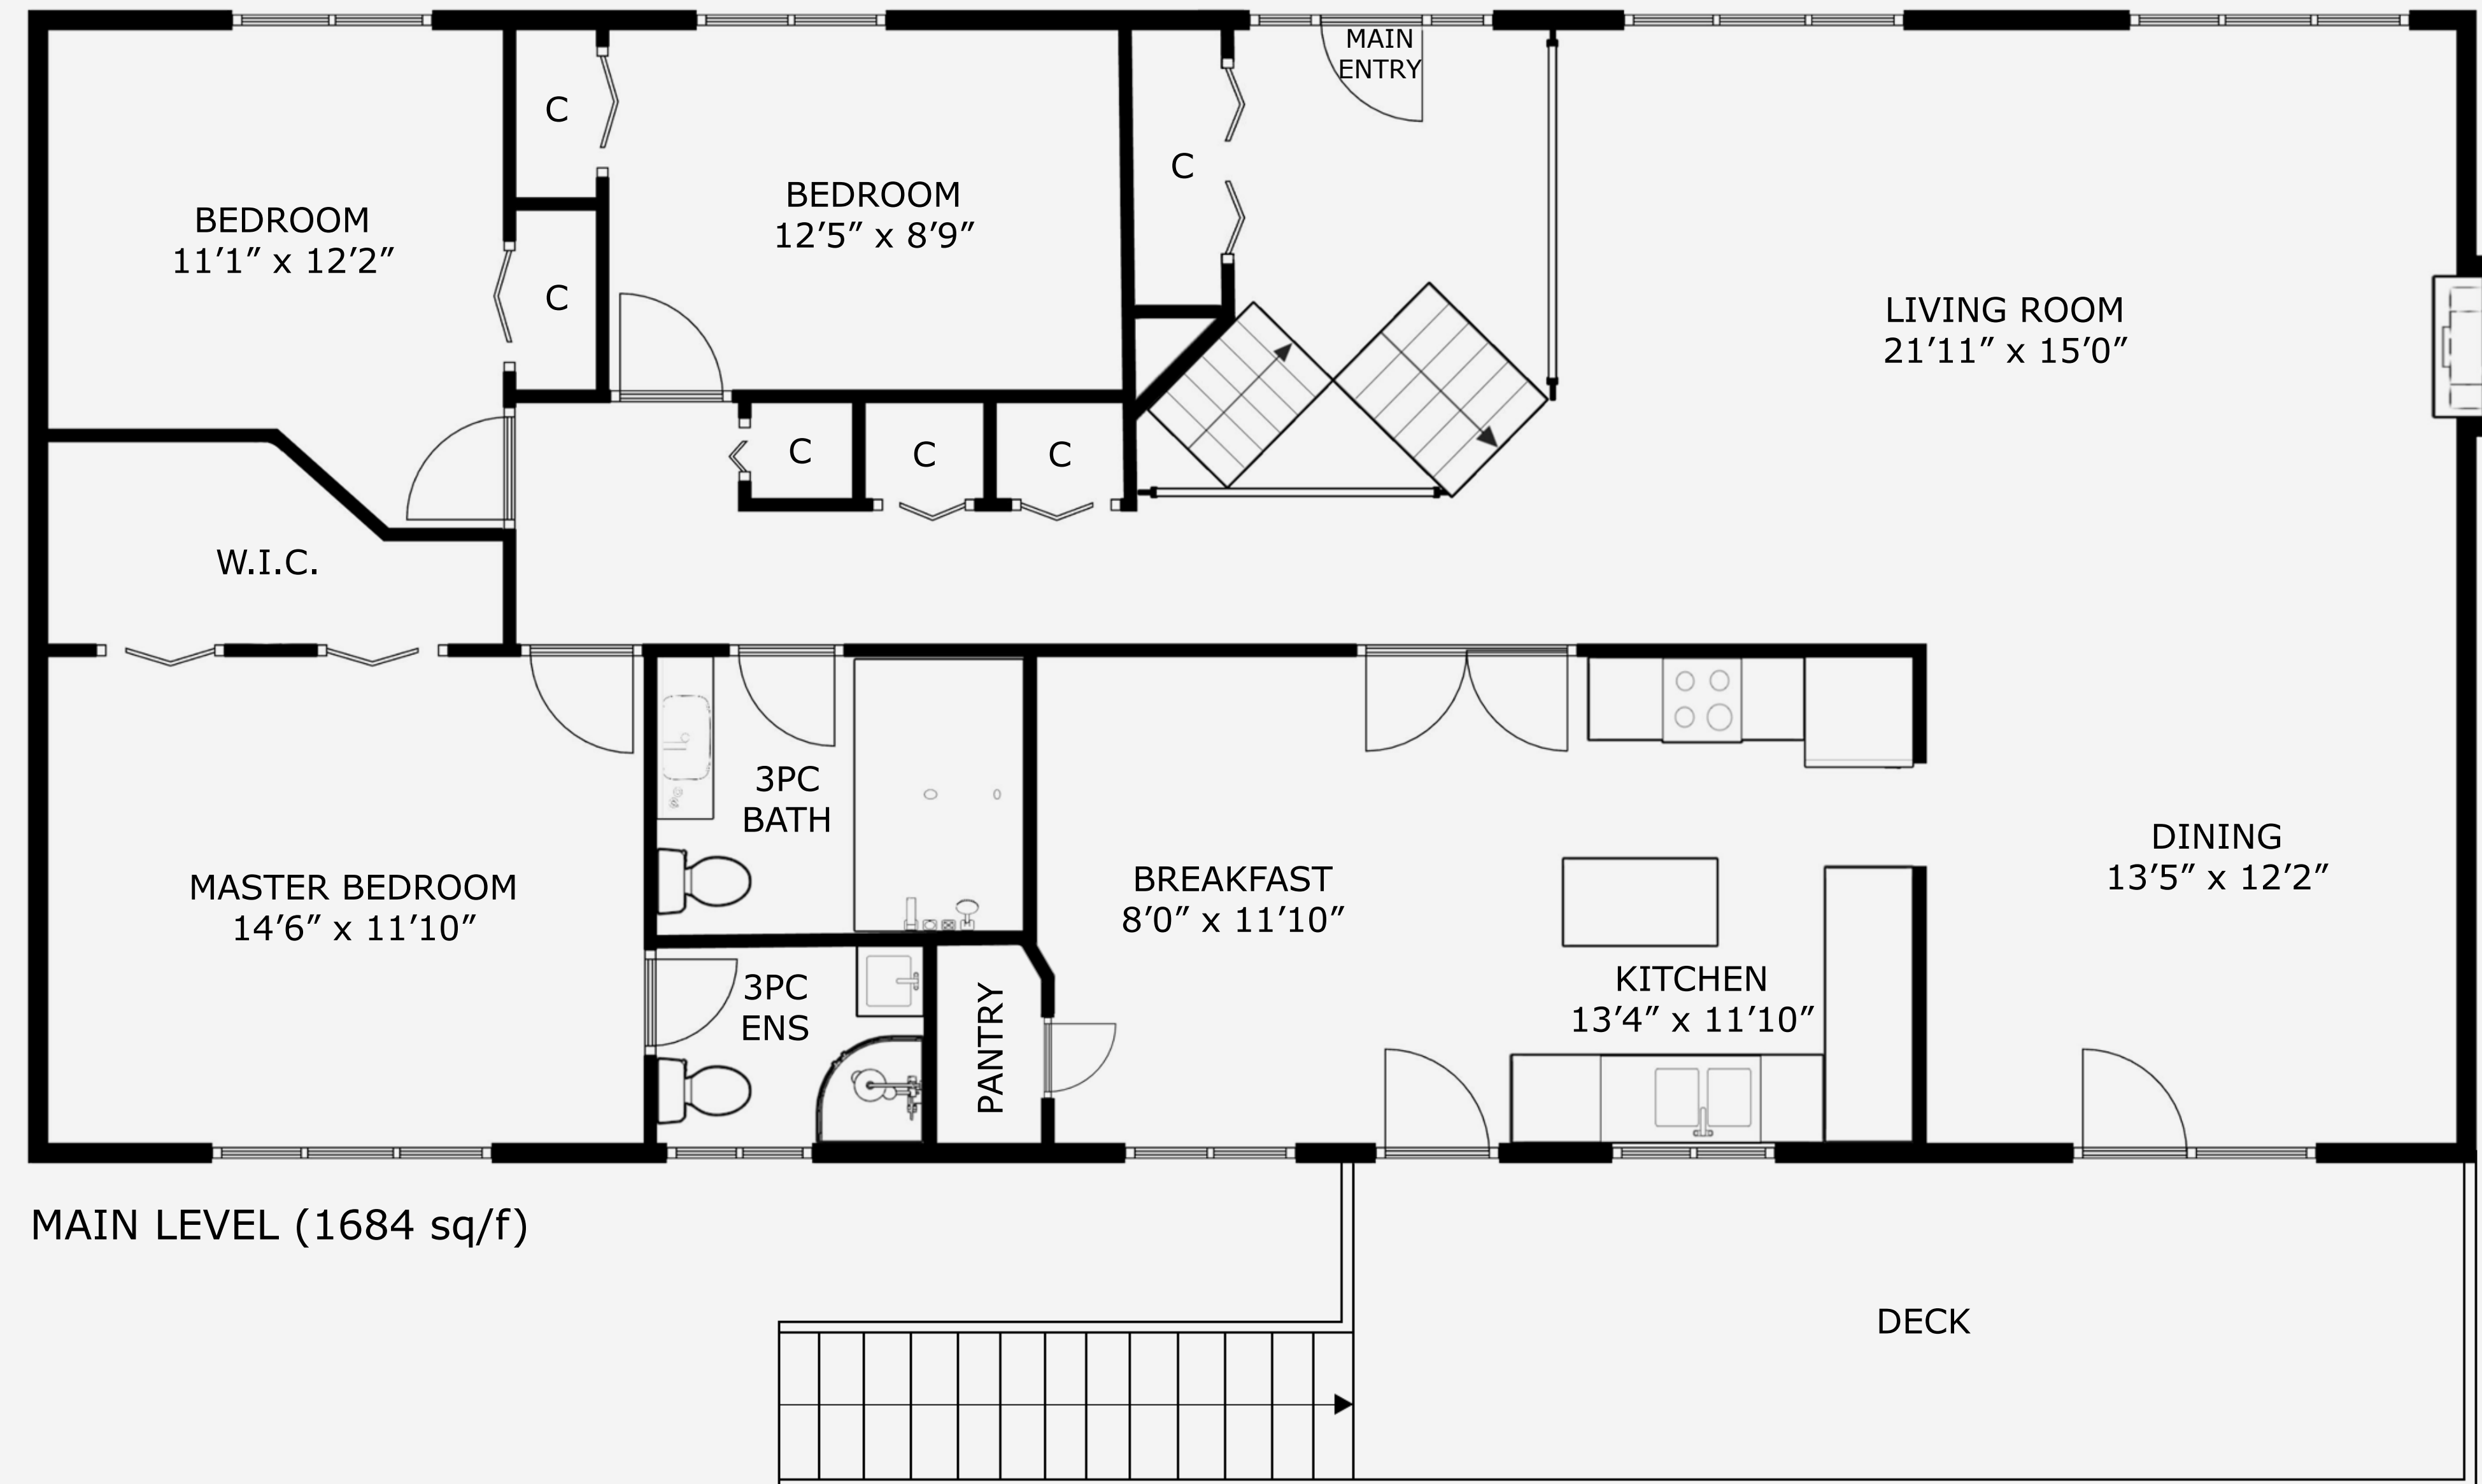 MAIN
ENTRY
C
C
C
BEDROOM
11′1″ x 12′2″
BEDROOM
12′5″ x 8′9″
LIVING ROOM
21′11″ x 15′0″
C
C
C
W.I.C.
3PC
BATH
MASTER BEDROOM
14′6″ x 11′10″
BREAKFAST
8′0″ x 11′10″
DINING
13′5″ x 12′2″
3PC
ENS
PANTRY
KITCHEN
13′4″ x 11′10″
MAIN LEVEL (1684 sq/f)
DECK